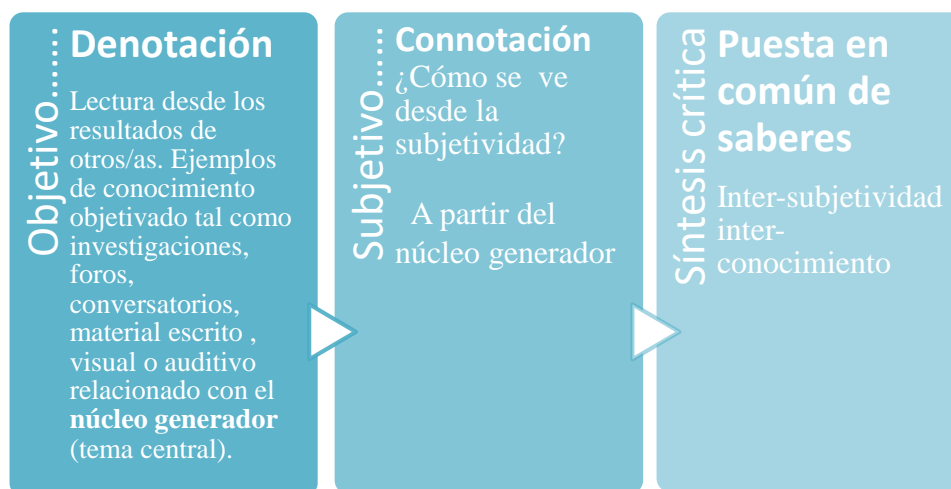 Objetivo......
Denotación
Lectura desde los
resultados de
otros/as. Ejemplos
de conocimiento
objetivado tal como
investigaciones,
foros,
conversatorios,
material escrito ,
visual o auditivo
relacionado con el
núcleo generador
(tema central).
Subjetivo......
Connotación
¿Cómo se ve
desde la
subjetividad?
A partir del
núcleo generador
Síntesis crítica
Puesta en
común de
saberes
Inter-subjetividad
inter-
conocimiento